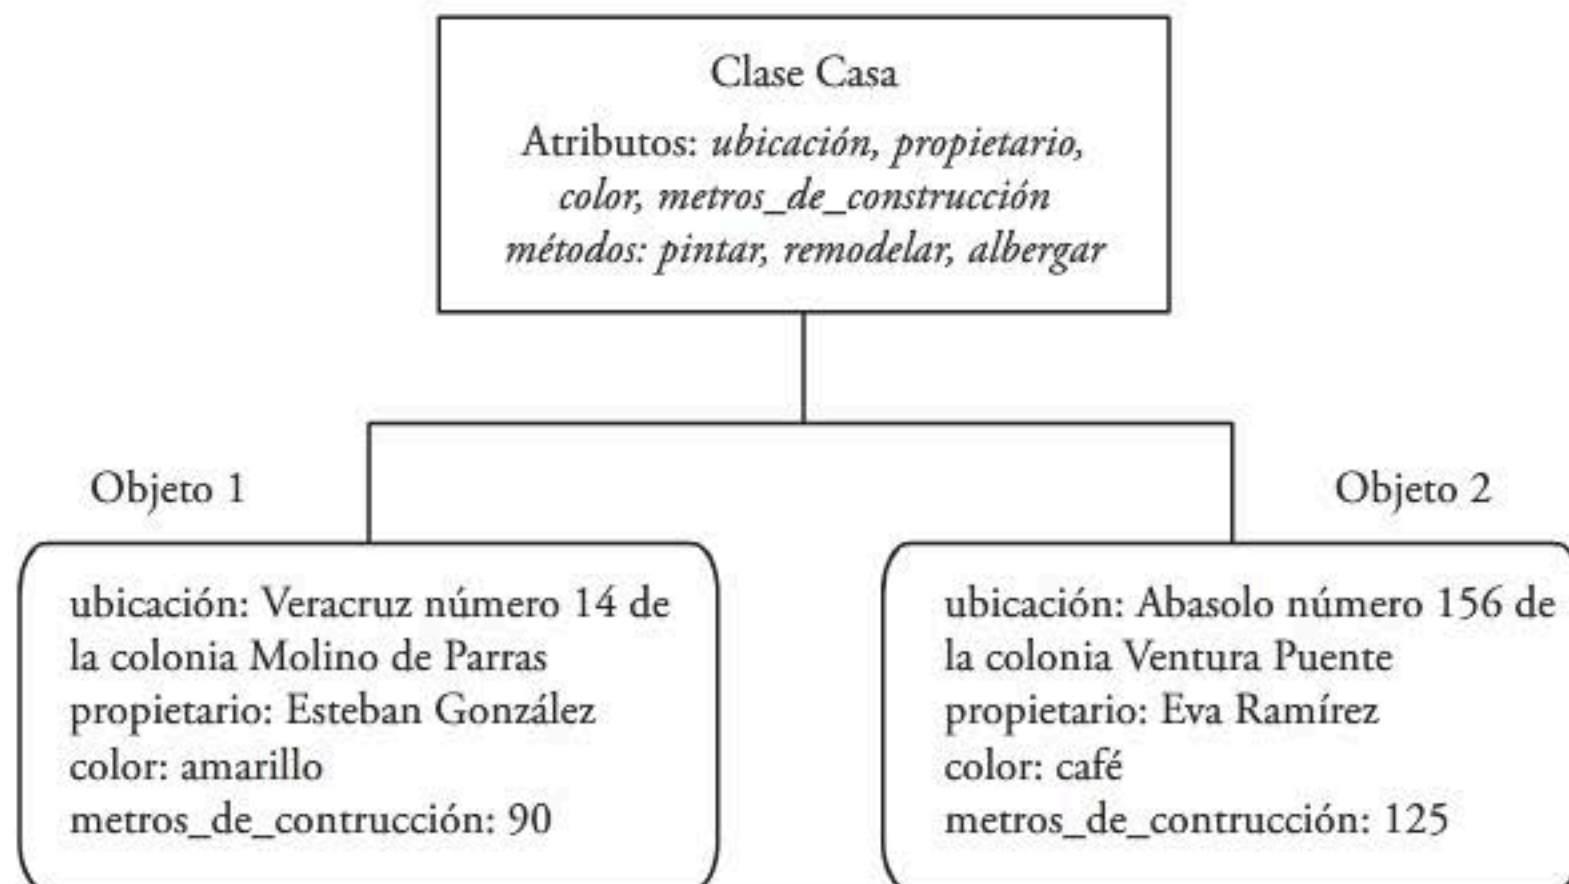 Clase Casa
Atributos: ubicación, propietario,
color, metros_de_construcción
métodos: pintar, remodelar, albergar
Objeto 1
ubicación: Veracruz número 14 de
la colonia Molino de Parras
propietario: Esteban González
color: amarillo
metros_de_contrucción: 90
Objeto 2
ubicación: Abasolo número 156 de
la colonia Ventura Puente
propietario: Eva Ramírez
color: café
metros_de_contrucción: 125